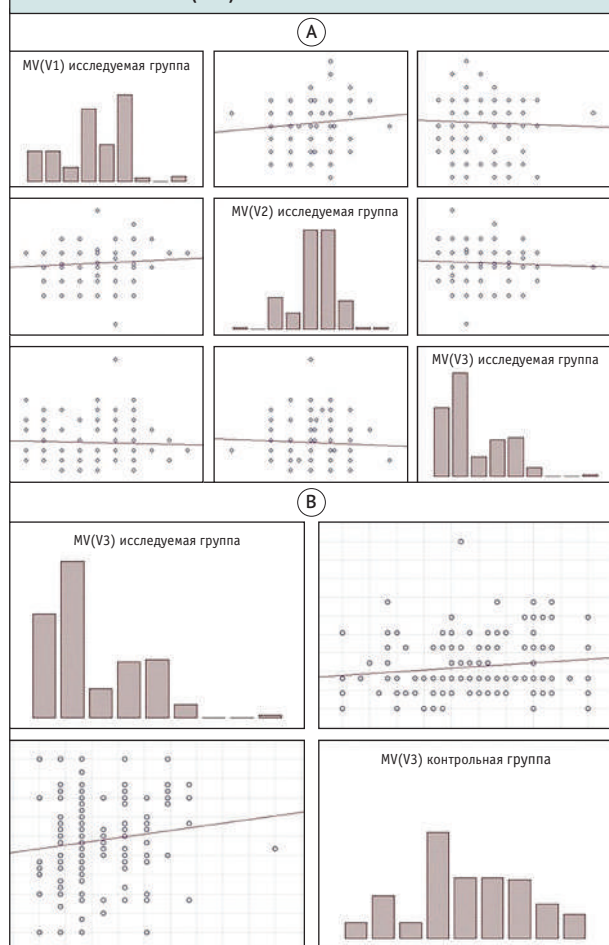 A
MV(V1) исследуемая группа
MV(V2) исследуемая группа
MV(V3) исследуемая группа
B
MV(V3) исследуемая группа
MV(V3) контрольная группа